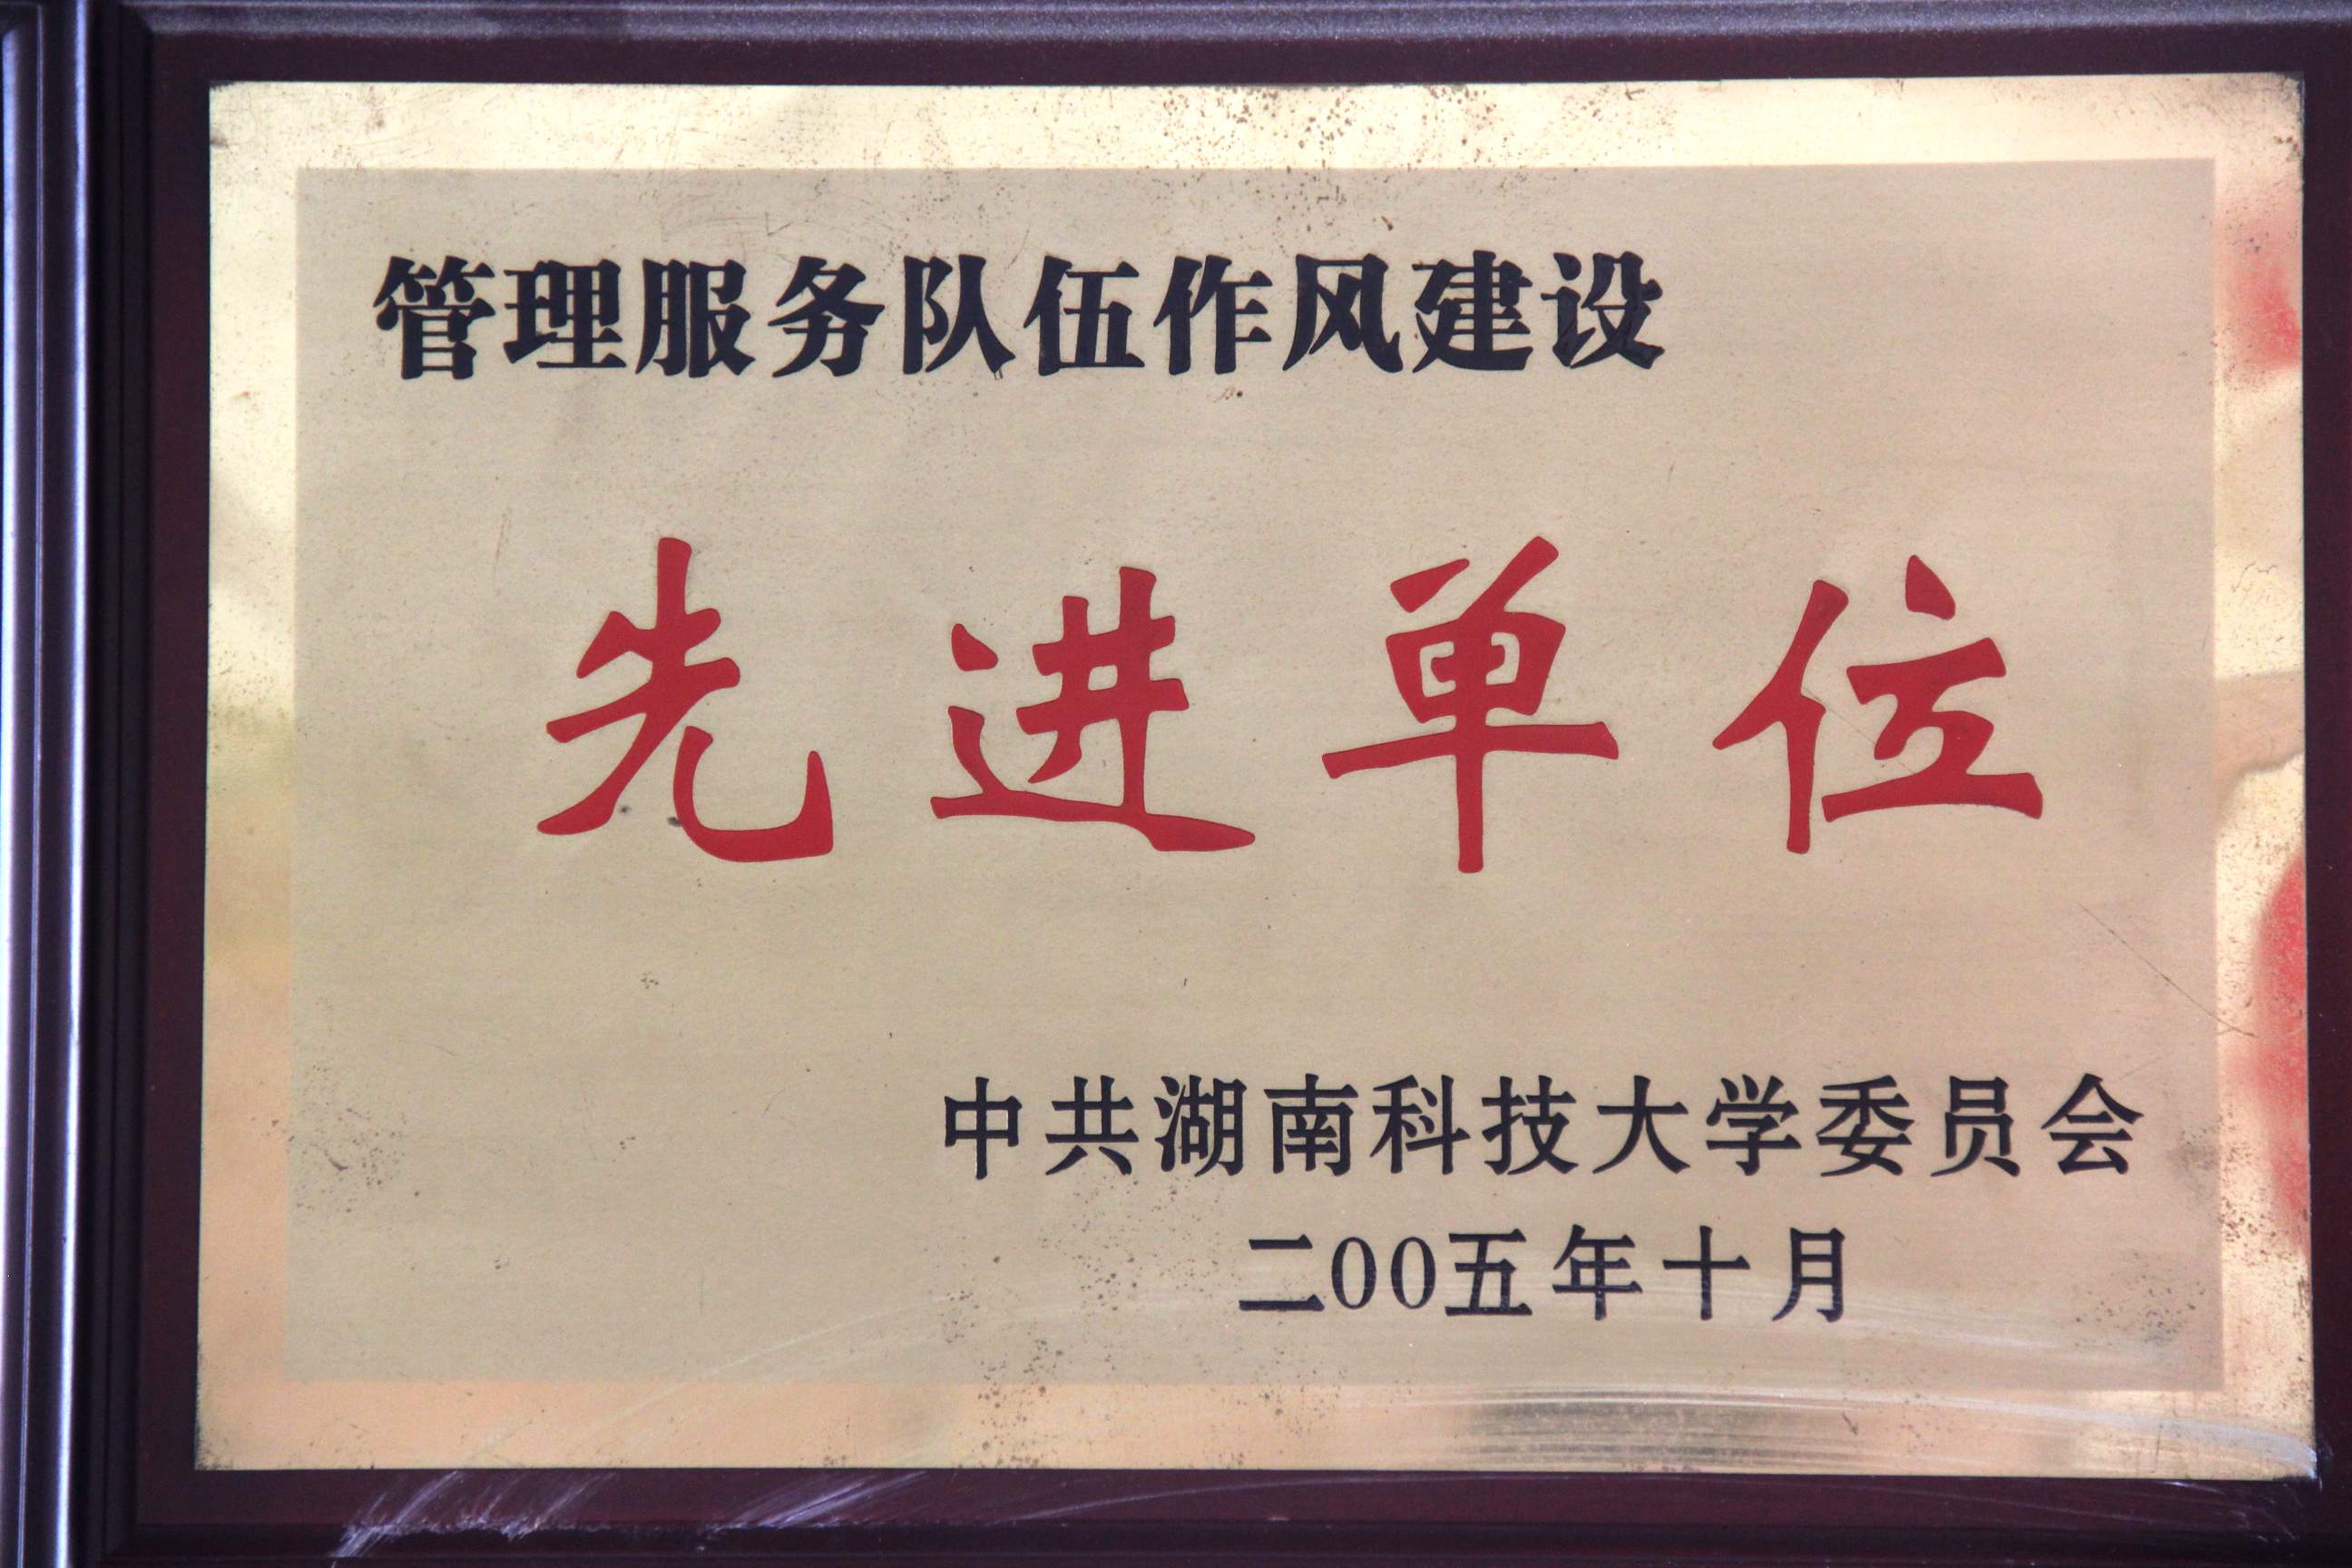 管理服务队伍作风建设
先进单位
中共湖南科技大学委员会
二00五年十月